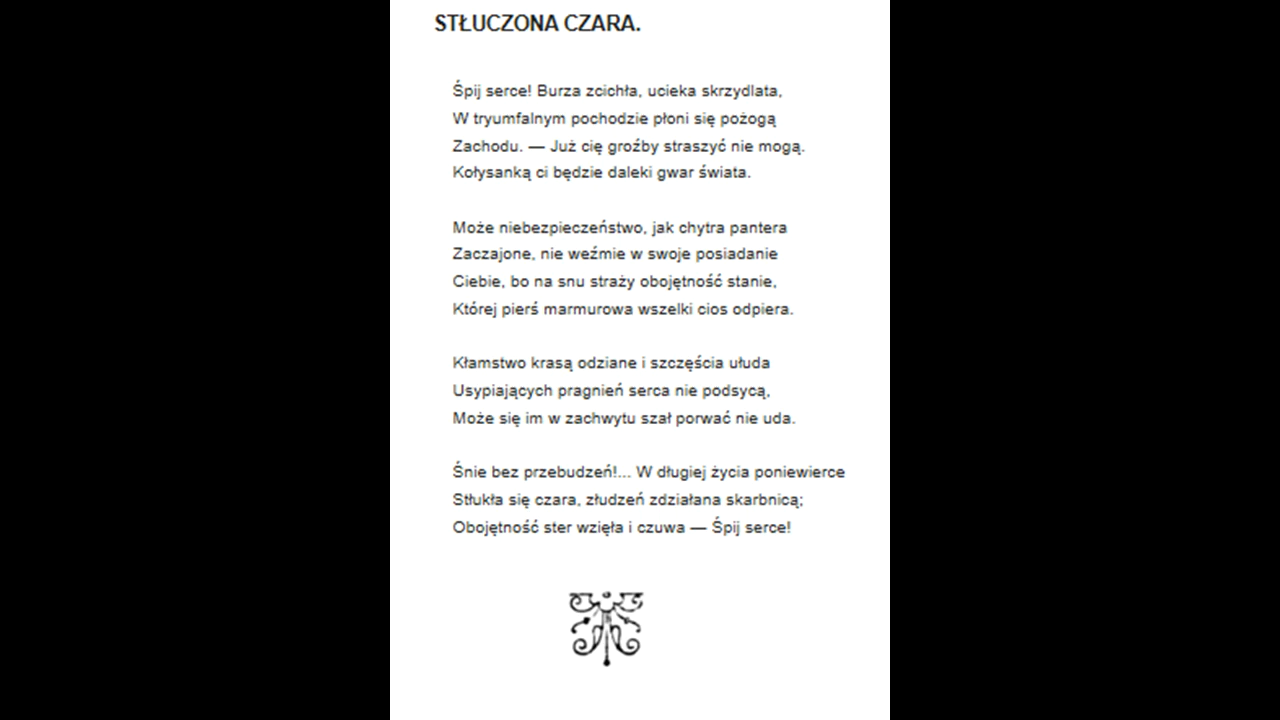 STŁUCZONA CZARA.
Śpij serce! Burza zcichła, ucieka skrzydlata,
W tryumfalnym pochodzie płoni się pożogą
Zachodu. — Już cię groźby straszyć nie mogą.
Kołysanką ci będzie daleki gwar świata.
Może niebezpieczeństwo, jak chytra pantera
Zaczajone, nie weźmie w swoje posiadanie
Ciebie, bo na snu straży obojętność stanie,
Której pierś marmurowa wszelki cios odpiera.
Kłamstwo krasą odziane i szczęścia ułuda
Usypiających pragnień serca nie podsycą,
Może się im w zachwytu szał porwać nie uda.
Śnie bez przebudzeń!... W długiej życia poniewierce
Stłukła się czara, złudzeń zdziałana skarbnicą;
Obojętność ster wzięła i czuwa — Śpij serce!